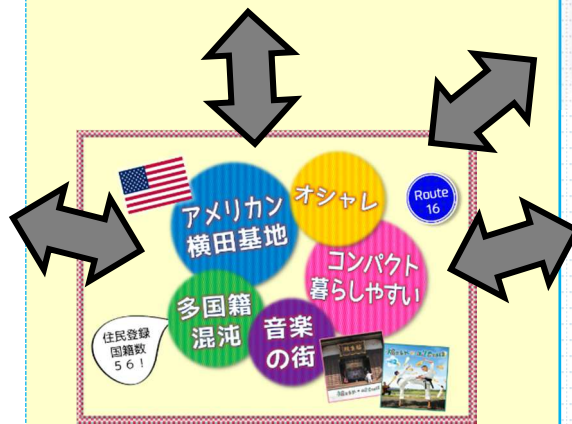 アメリカン
横田基地
オシャレ
Route
16
コンパクト
暮らしやすい
多国籍
混沌
音楽
の街
住民登録
国籍数
56！